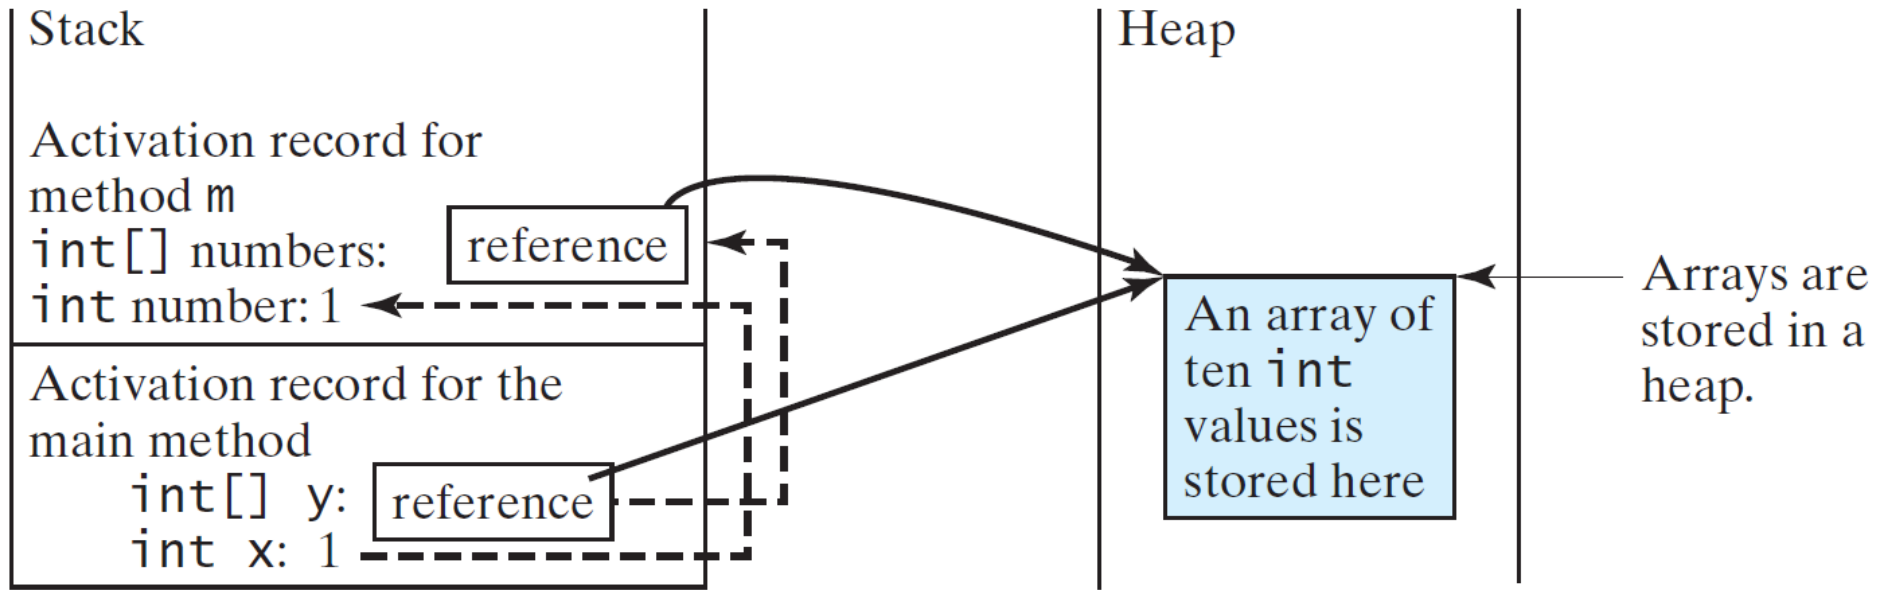 Stack
Activation record for
method m
int[] numbers: reference
int number: 1
Activation record for the
main method
int[] y: reference
int x: 1
Heap
An array of
ten int
values is
stored here
Arrays are
stored in a
heap.